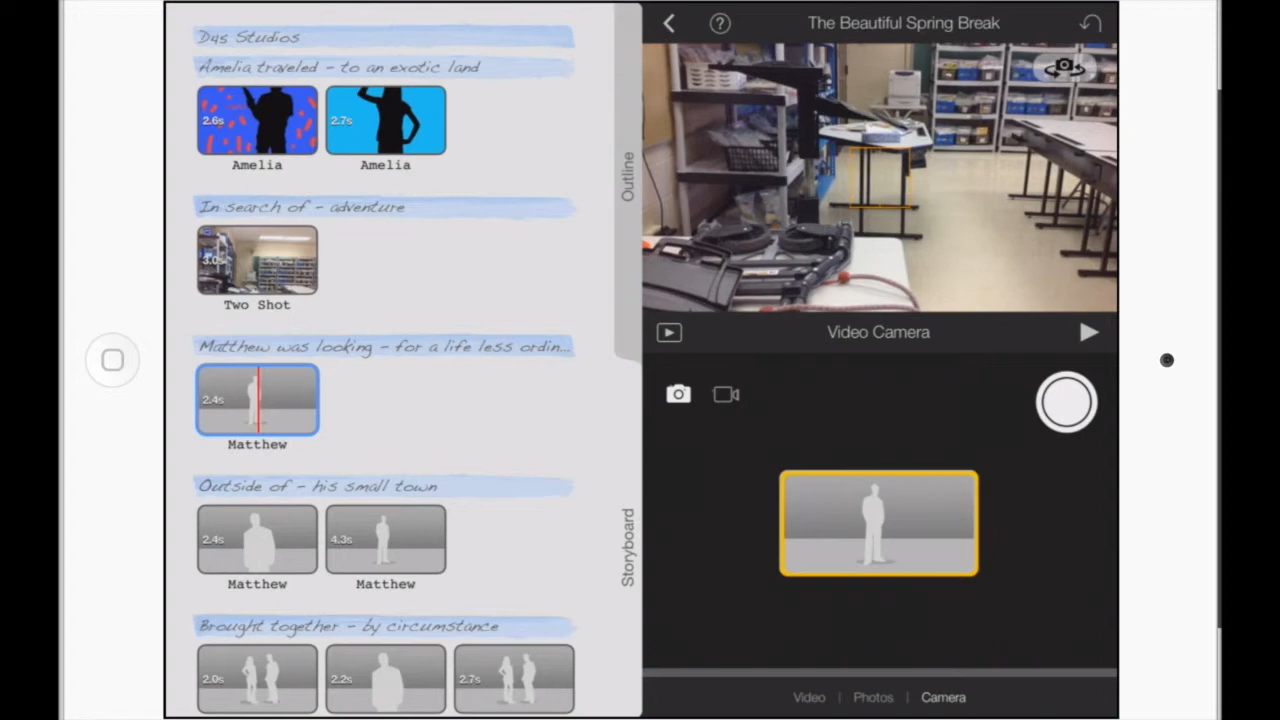 D4s Studios
Amelia traveled - to an exotic land
2.6s
2.7s
Amelia
Amelia
In search of - adventure
3.0s
Two Shot
Matthew was looking - for a life less ordin...
2.4s
Matthew
Outside of - his small town
2.4s
4.3s
Matthew
Matthew
Brought together - by circumstance
2.0s
2.2s
2.7s
Outline
Storyboard
?
The Beautiful Spring Break
Video Camera
Video | Photos | Camera